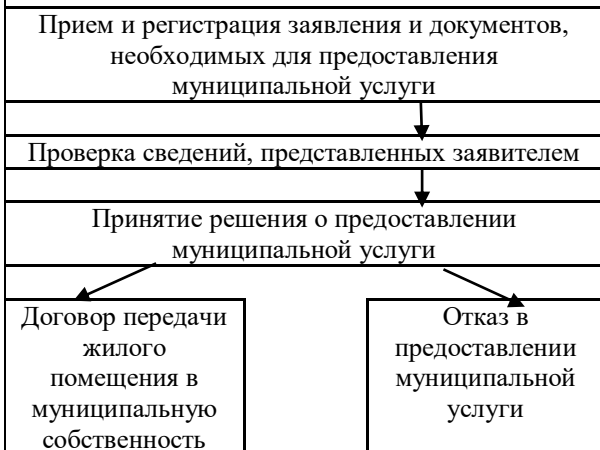 Прием и регистрация заявления и документов,
необходимых для предоставления
муниципальной услуги
Проверка сведений, представленных заявителем
Принятие решения о предоставлении
муниципальной услуги
Договор передачи
жилого
помещения в
муниципальную
собственность
Отказ в
предоставлении
муниципальной
услуги